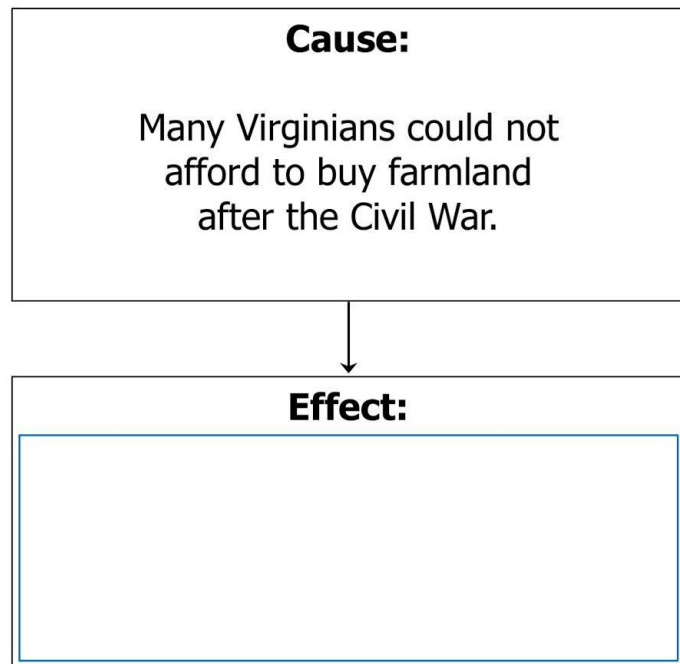 Cause:
Many Virginians could not
afford to buy farmland
after the Civil War.
Effect: